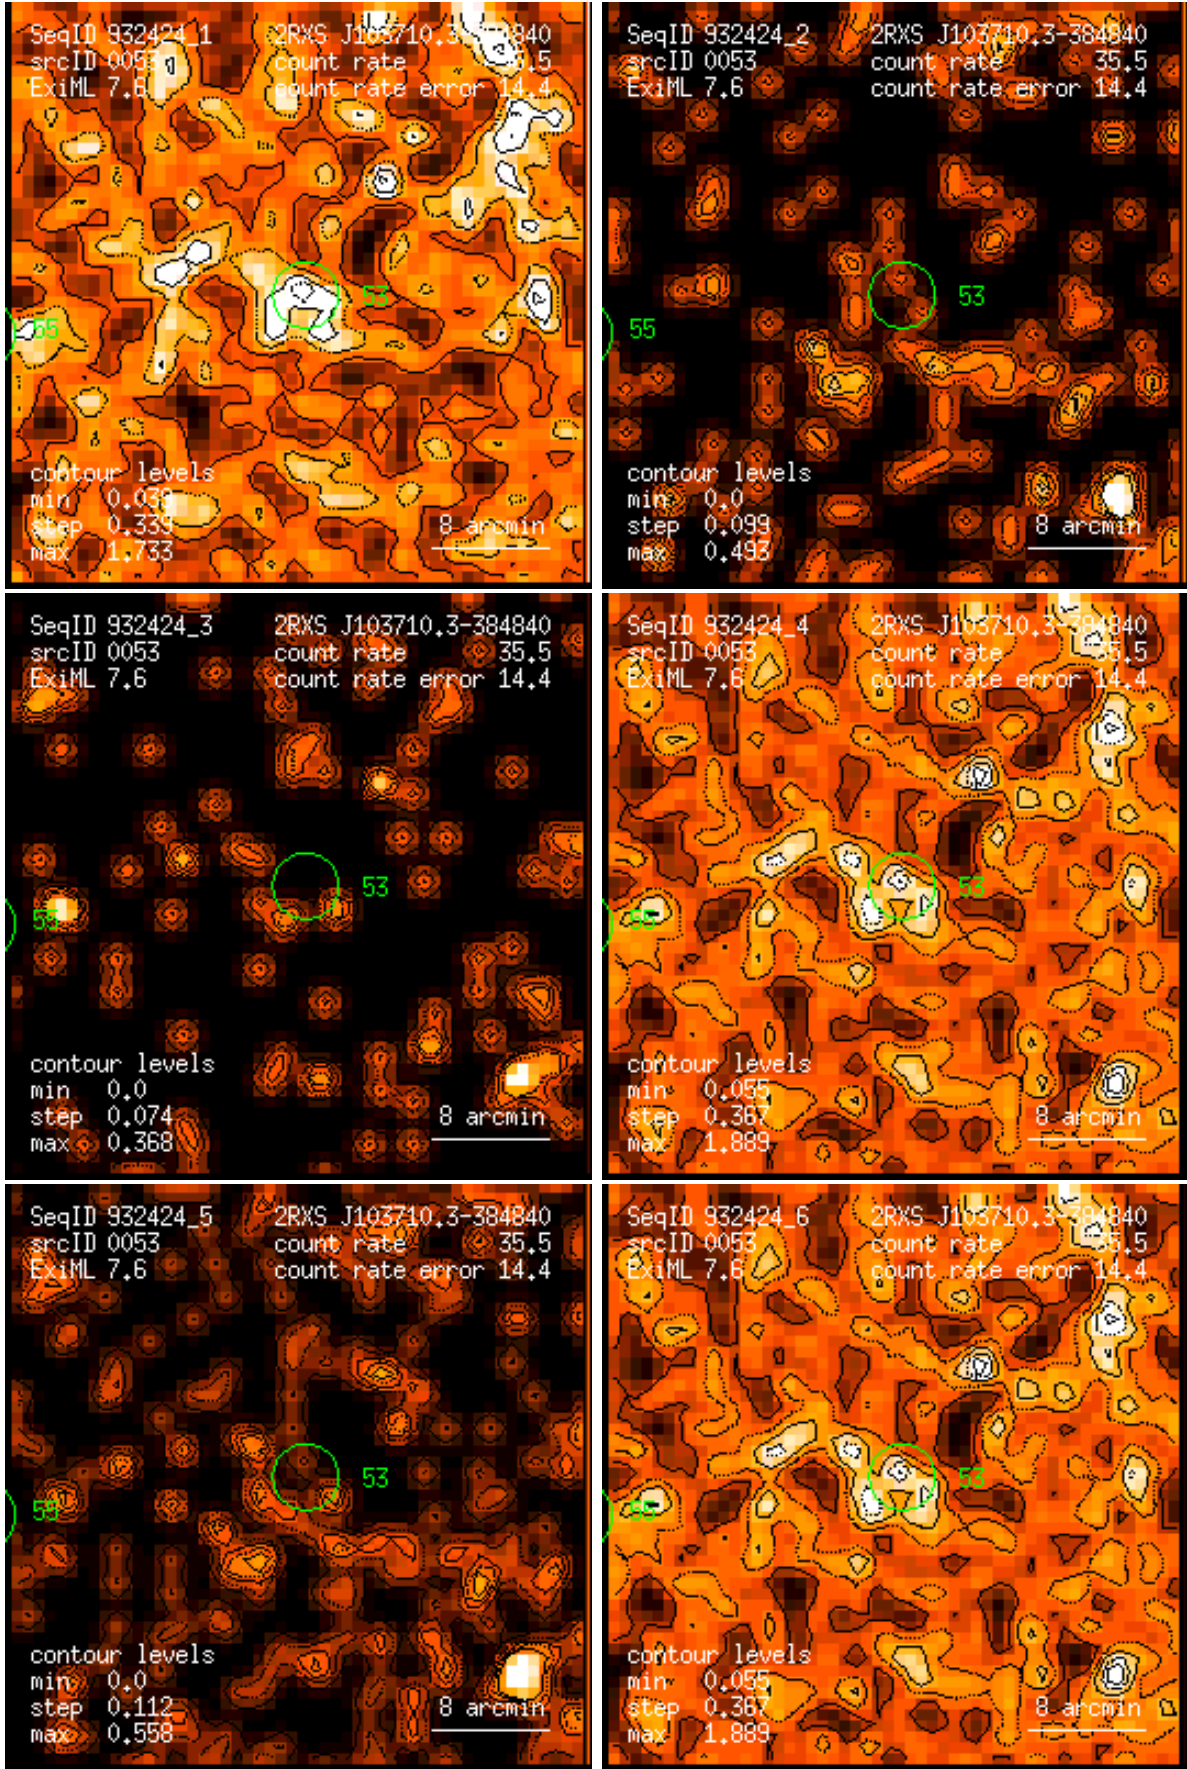 SeqID 932424_1 2RXS J103710.3-384840
srcID 0053 count rate 35.5
ExiML 7.6 count rate error 14.4
53
55
contour levels
min 0.039
step 0.339
max 1.733
8 arcmin
SeqID 932424_2 2RXS J103710.3-384840
srcID 0053 count rate 35.5
ExiML 7.6 count rate error 14.4
53
55
contour levels
min 0.0
step 0.099
max 0.493
8 arcmin
SeqID 932424_3 2RXS J103710.3-384840
srcID 0053 count rate 35.5
ExiML 7.6 count rate error 14.4
53
55
contour levels
min 0.0
step 0.074
max 0.368
8 arcmin
SeqID 932424_4 2RXS J103710.3-384840
srcID 0053 count rate 35.5
ExiML 7.6 count rate error 14.4
53
55
contour levels
min 0.055
step 0.367
max 1.889
8 arcmin
SeqID 932424_5 2RXS J103710.3-384840
srcID 0053 count rate 35.5
ExiML 7.6 count rate error 14.4
53
55
contour levels
min 0.0
step 0.112
max 0.558
8 arcmin
SeqID 932424_6 2RXS J103710.3-384840
srcID 0053 count rate 35.5
ExiML 7.6 count rate error 14.4
53
55
contour levels
min 0.055
step 0.367
max 1.889
8 arcmin